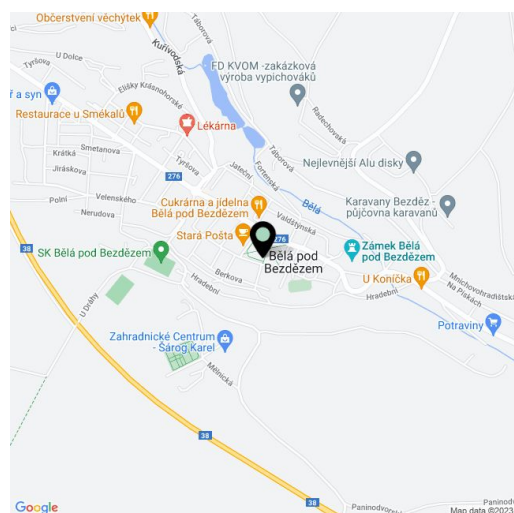 Občerstvení věchýtek
Tyršova
U Dolce
Kuřivodská
Táborová
FD KVOM -zakázková
výroba vypichováků
ř a syn
Elišky Krásnohorské
Restaurace u Smékalů
Lékárna
Radechovská
Krátká
Smetanova
Jiráskova
Tyršova
276
Jateční
Fortenská
Táborová
Nejlevnější Alu disky
Polní
Velenského
Nerudova
Cukrárna a jídelna
Bělá pod Bezdězem
Valdštýnská
Bělá
Karavany Bezděz -
půjčovna karavanů
38
Stará Pošta
276
SK Bělá pod Bezdězem
Bělá pod
Bezdězem
Zámek Bělá
pod Bezdězem
Berkova
U Koníčka
Hradební
Hradební
Mnichovohradišťská
Na Pískách
U Dráhy
Zahradnické Centrum
- Šárog Karel
Potraviny
Mělnická
38
38
Paninodvorská
Paninodvor
Google
Map data ©2023